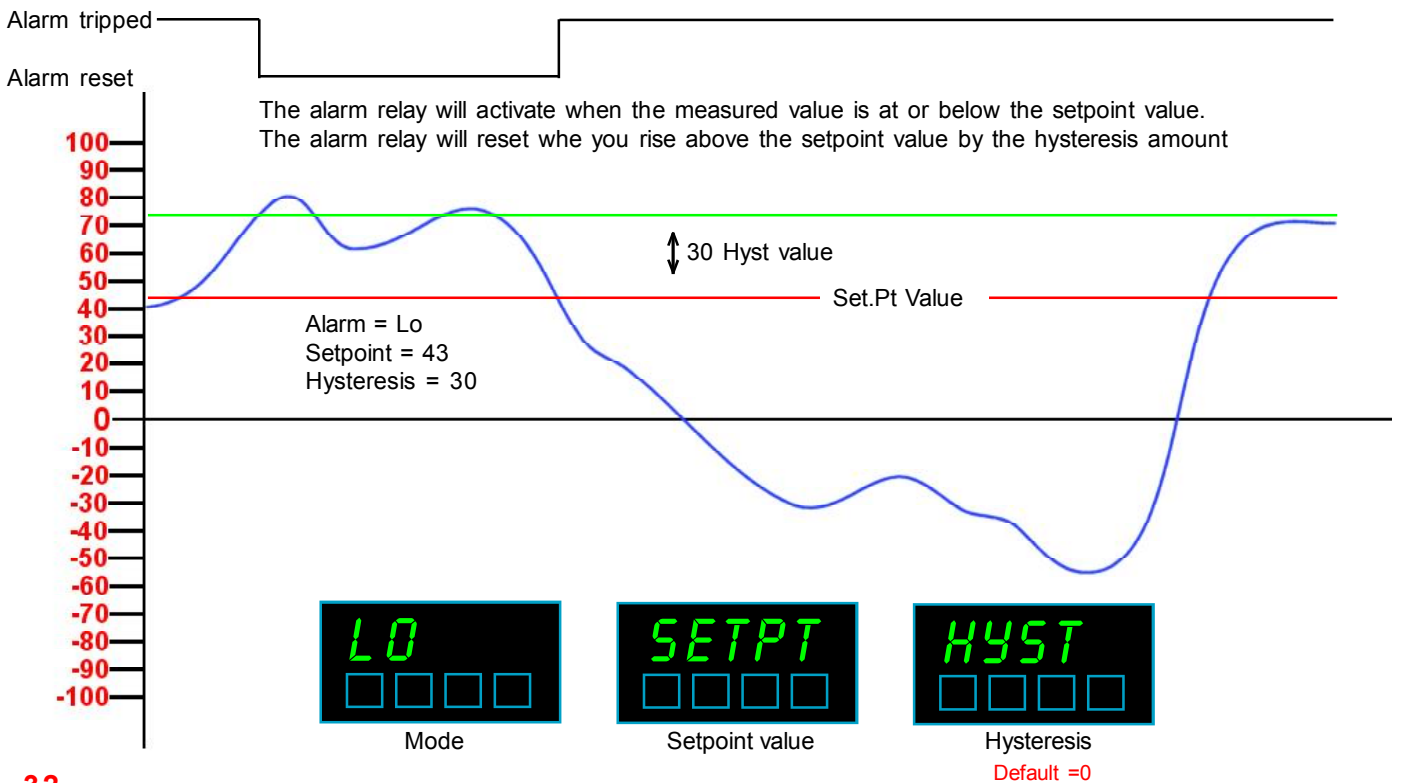 Alarm tripped
Alarm reset
The alarm relay will activate when the measured value is at or below the setpoint value.
The alarm relay will reset whe you rise above the setpoint value by the hysteresis amount
100
90
80
70
60
50
40
30
20
10
0
-10
-20
-30
-40
-50
-60
-70
-80
-90
-100
30 Hyst value
Set.Pt Value
Alarm = Lo
Setpoint = 43
Hysteresis = 30
LO
SETPT
HYST
Mode
Setpoint value
Hysteresis
Default =0
32